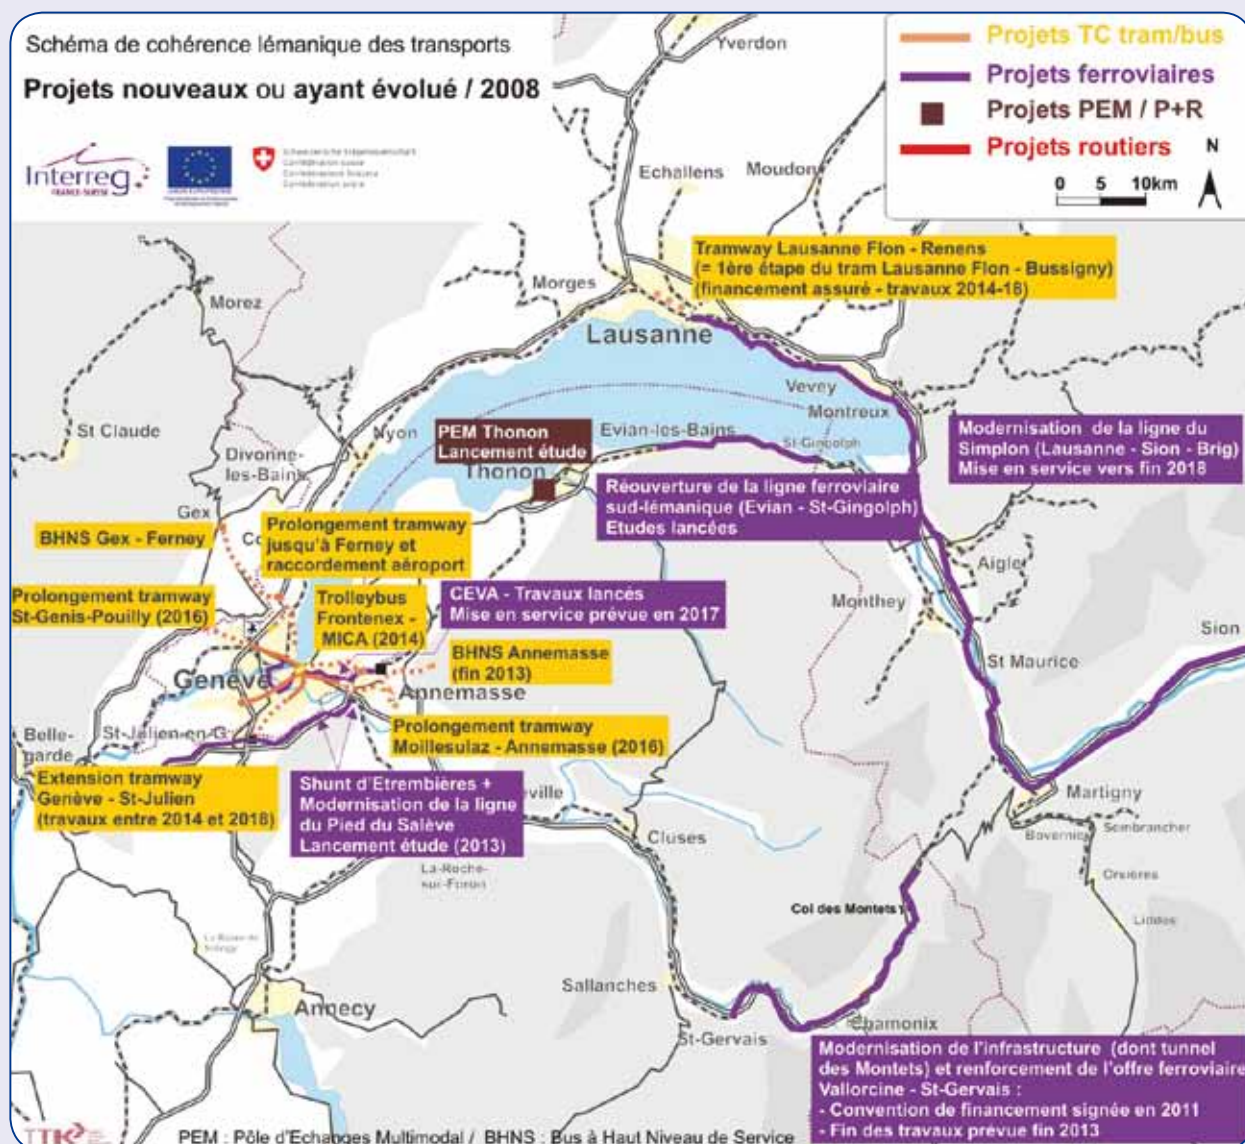 Schéma de cohérence lémanique des transports
Projets nouveaux ou ayant évolué / 2008
Interreg
FRANCE-SUISSE
Projets TC tram/bus
Projets ferroviaires
Projets PEM / P+R
Projets routiers
N
0 5 10km
Yverdon
Echallens
Moudon
Tramway Lausanne Flon - Renens
(= 1ère étape du tram Lausanne Flon - Bussigny)
(financement assuré - travaux 2014-18)
Morges
Morez
Lausanne
Vevey
Montreux
St Claude
Nyon
PEM Thonon
Lancement étude
Thonon
Evian-les-Bains
St-Gingolph
Modernisation de la ligne du
Simplon (Lausanne - Sion - Brig)
Mise en service vers fin 2018
Divonne-
les-Bains
Réouverture de la ligne ferroviaire
sud-lémanique (Evian - St-Gingolph)
Etudes lancées
Gex
BHNS Gex - Ferney
Prolongement tramway
jusqu'à Ferney et
raccordement aéroport
Aigle
Prolongement tramway
St-Genis-Pouilly (2016)
Trolleybus
Frontenex -
MICA (2014)
CEVA - Travaux lancés
Mise en service prévue en 2017
Monthey
Sion
BHNS Annemasse
(fin 2013)
St Maurice
Genève
Annemasse
Belle-
garde
St-Julien-en G
Prolongement tramway
Moillesulaz - Annemasse (2016)
Extension tramway
Genève - St-Julien
(travaux entre 2014 et 2018)
Shunt d'Etrembières +
Modernisation de la ligne
du Pied du Salève
Lancement étude (2013)
eville
Cluses
Martigny
Bovernier
Sembrancher
La-Roche-
sur-Foron
Orsières
Col des Montets
Liddes
Sallanches
Annecy
St-Gervais
Chamonix
Modernisation de l'infrastructure (dont tunnel
des Montets) et renforcement de l'offre ferroviaire
Vallorcine - St-Gervais :
- Convention de financement signée en 2011
- Fin des travaux prévue fin 2013
TTK
PEM : Pôle d'Echanges Multimodal / BHNS : Bus à Haut Niveau de Service